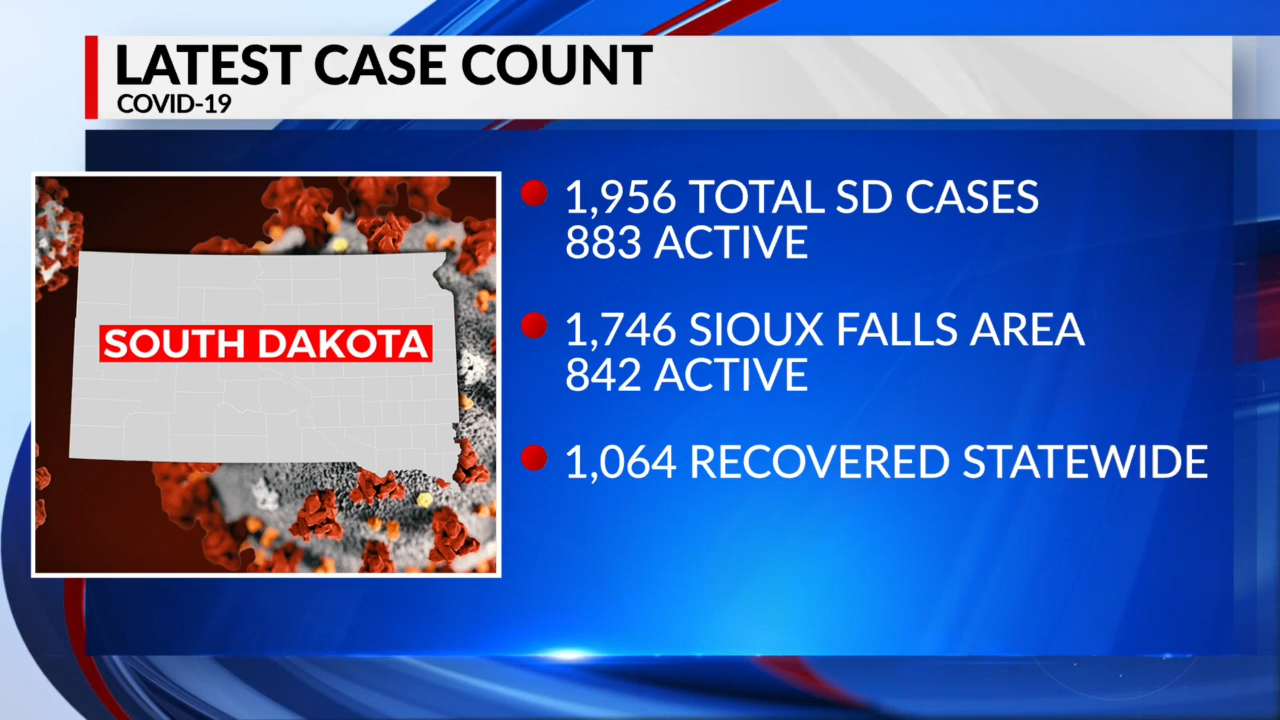 LATEST CASE COUNT
COVID-19
SOUTH DAKOTA
1,956 TOTAL SD CASES
883 ACTIVE
1,746 SIOUX FALLS AREA
842 ACTIVE
1,064 RECOVERED STATEWIDE